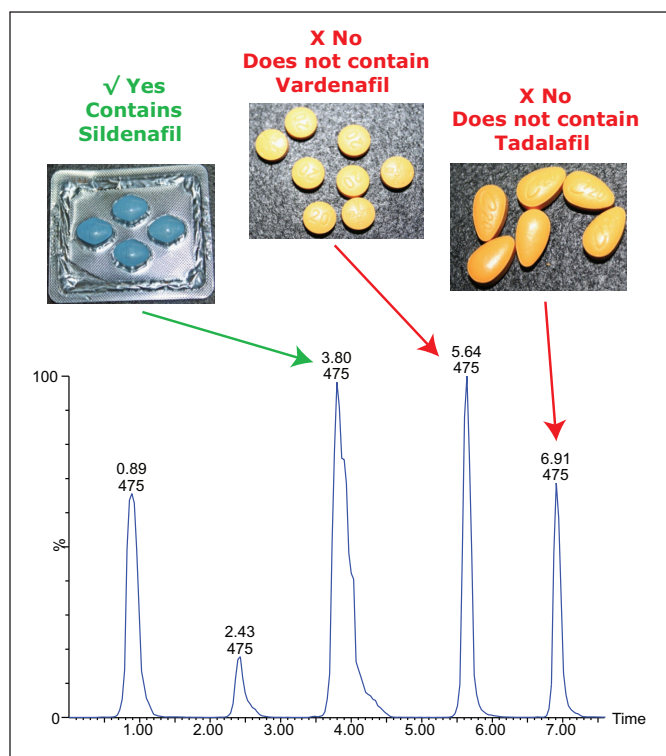 √ Yes
Contains
Sildenafil
X No
Does not contain
Vardenafil
X No
Does not contain
Tadalafil
100
%
0
0.89
475
2.43
475
3.80
475
5.64
475
6.91
475
1.00 2.00 3.00 4.00 5.00 6.00 7.00 Time